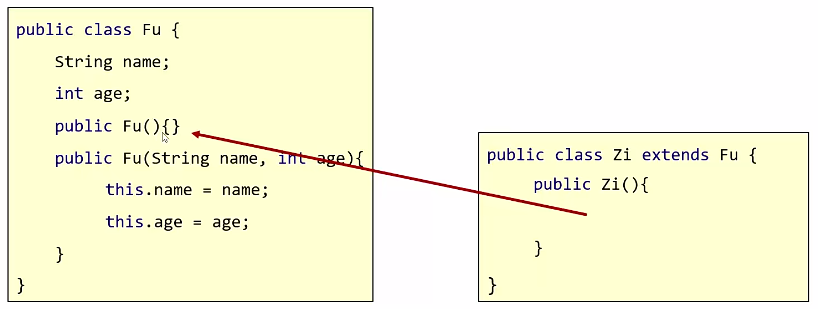 public class Fu {
String name;
int age;
public Fu(){}
public Fu(String name, int age){
this.name = name;
this.age = age;
}
}
public class Zi extends Fu {
public Zi(){
}
}